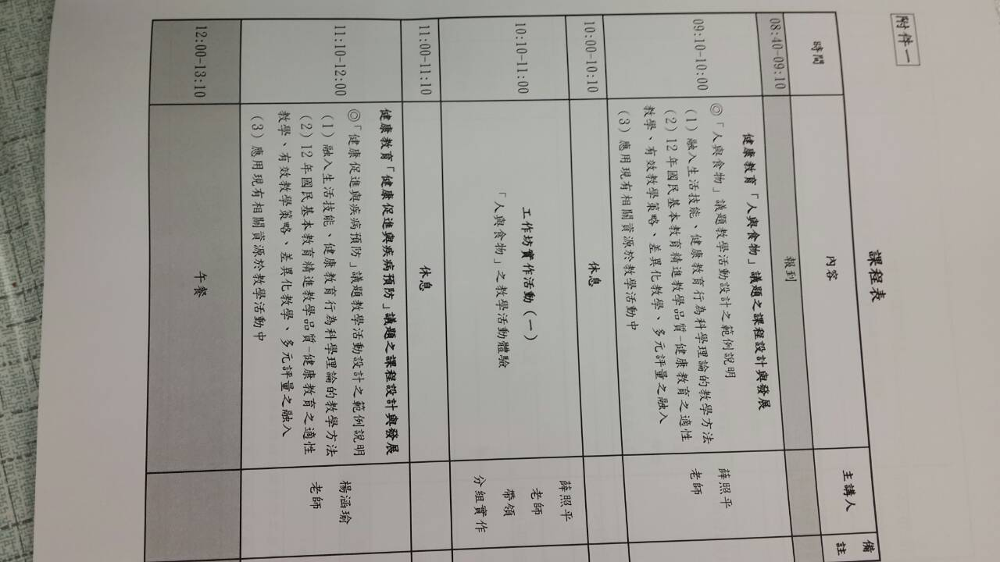 附件一
課程表
時間 內容 主講人 備註
08:40-09:10 報到
09:10-10:00
健康教育「人與食物」議題之課程設計與發展
◎「人與食物」議題教學活動設計之範例說明
(1)融入生活技能、健康教育行為科學理論的教學方法
(2)12年國民基本教育精進教學品質-健康教育之適性
教學、有效教學策略、差異化教學、多元評量之融入
(3)應用現有相關資源於教學活動中
薛照平
老師
10:00-10:10 休息
10:10-11:00
工作坊實作活動(一)
「人與食物」之教學活動體驗
薛照平
老師
帶領
分組實作
11:00-11:10 休息
11:10-12:00
健康教育「健康促進與疾病預防」議題之課程設計與發展
◎「健康促進與疾病預防」議題教學活動設計之範例說明
(1)融入生活技能、健康教育行為科學理論的教學方法
(2)12年國民基本教育精進教學品質-健康教育之適性
教學、有效教學策略、差異化教學、多元評量之融入
(3)應用現有相關資源於教學活動中
楊涵瑜
老師
12:00-13:10 午餐